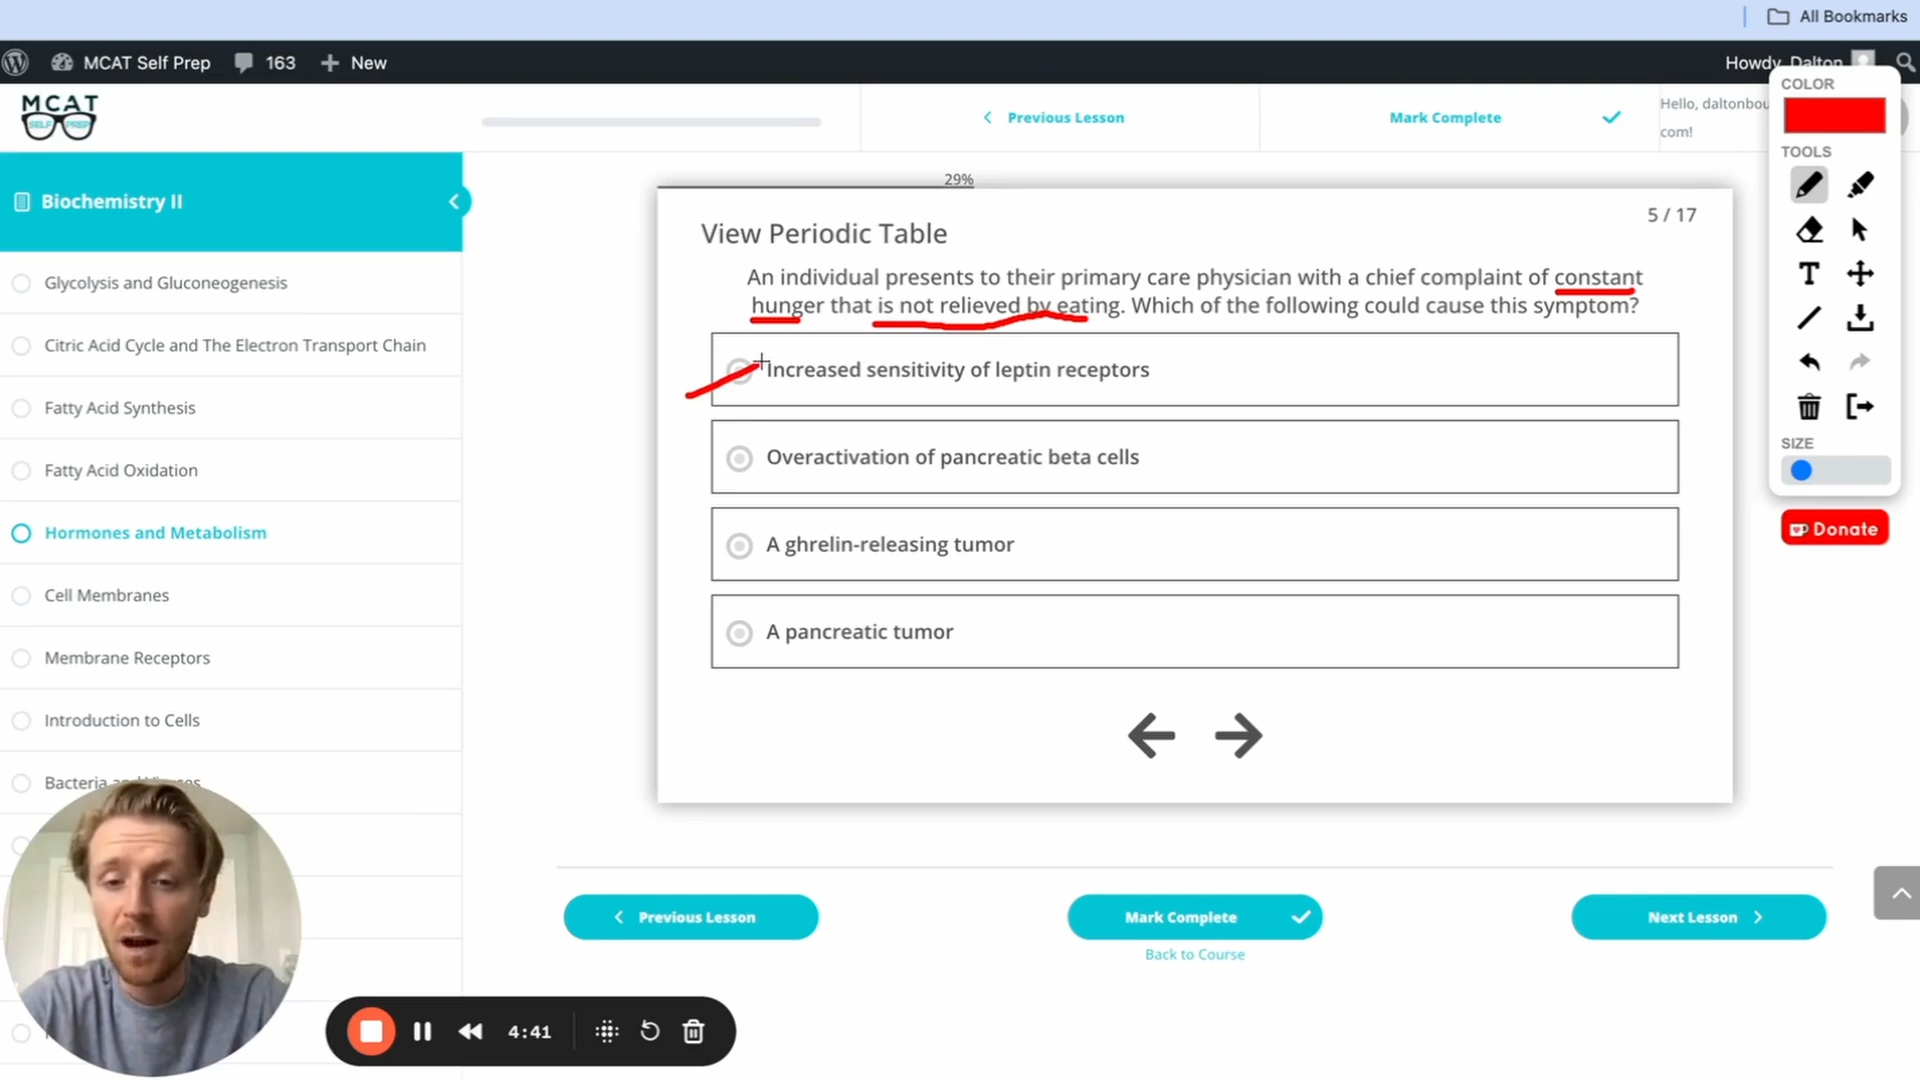 All Bookmarks
MCAT Self Prep
163
New
Howdy, Dalton
MCAT
SELF PREP
Previous Lesson
Mark Complete
Hello, daltonbou
com!
COLOR
TOOLS
SIZE
Donate
Biochemistry II
Glycolysis and Gluconeogenesis
Citric Acid Cycle and The Electron Transport Chain
Fatty Acid Synthesis
Fatty Acid Oxidation
Hormones and Metabolism
Cell Membranes
Membrane Receptors
Introduction to Cells
Bacteria
29%
5 / 17
View Periodic Table
An individual presents to their primary care physician with a chief complaint of constant
hunger that is not relieved by eating. Which of the following could cause this symptom?
Increased sensitivity of leptin receptors
Overactivation of pancreatic beta cells
A ghrelin-releasing tumor
A pancreatic tumor
Previous Lesson
Mark Complete
Next Lesson
Back to Course
4:41